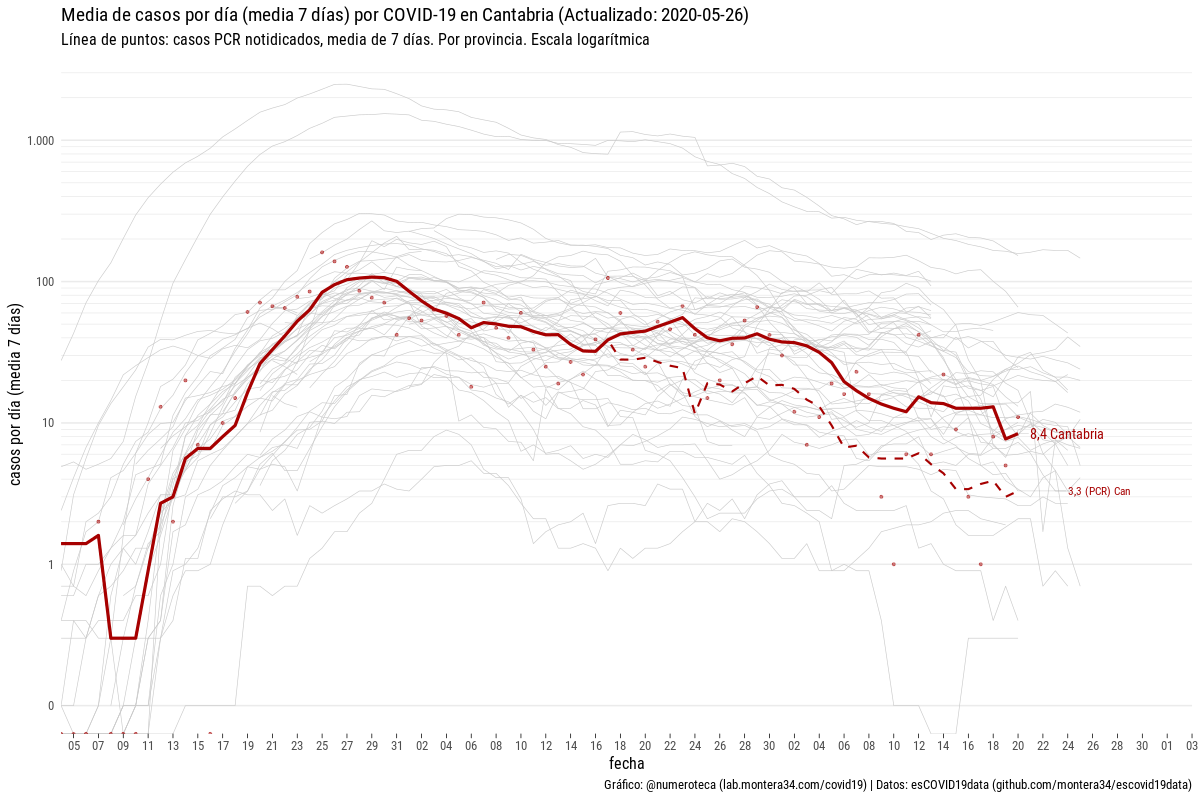 Media de casos por día (media 7 días) por COVID-19 en Cantabria (Actualizado: 2020-05-26)
Línea de puntos: casos PCR notidicados, media de 7 días. Por provincia. Escala logarítmica
casos por día (media 7 días)
1.000
100
10
1
0
8,4 Cantabria
3,3 (PCR) Can
05 07 09 11 13 15 17 19 21 23 25 27 29 31 02 04 06 08 10 12 14 16 18 20 22 24 26 28 30 02 04 06 08 10 12 14 16 18 20 22 24 26 28 30 01 03
fecha
Gráfico: @numeroteca (lab.montera34.com/covid19) | Datos: esCOVID19data (github.com/montera34/escovid19data)